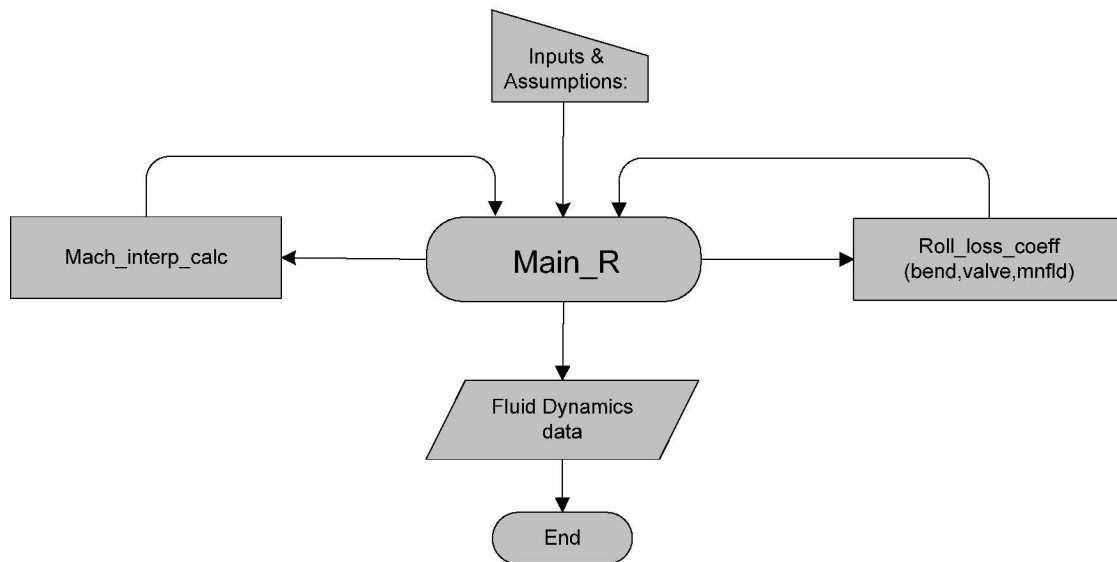 Inputs &
Assumptions:
Mach_interp_calc
Main_R
Roll_loss_coeff
(bend,valve,mnfld)
Fluid Dynamics
data
End